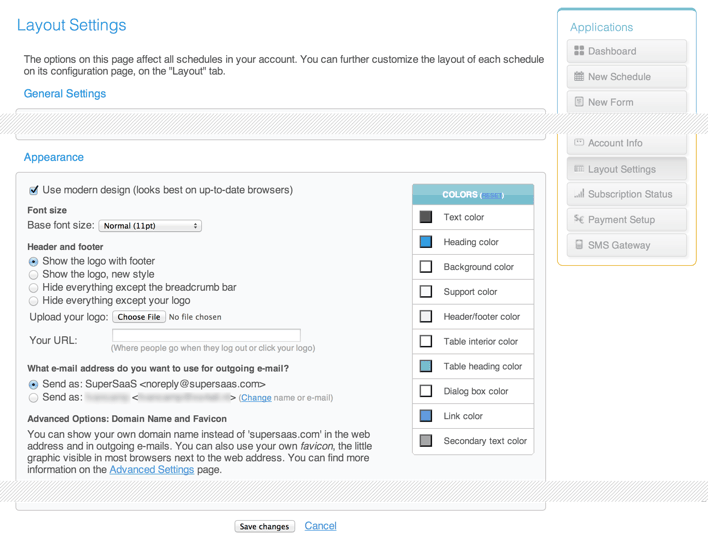 Layout Settings
The options on this page affect all schedules in your account. You can further customize the layout of each schedule
on its configuration page, on the "Layout" tab.
General Settings
Appearance
Use modern design (looks best on up-to-date browsers)
Font size
Base font size: Normal (11pt)
Header and footer
Show the logo with footer
Show the logo, new style
Hide everything except the breadcrumb bar
Hide everything except your logo
Upload your logo: Choose File No file chosen
Your URL:
(Where people go when they log out or click your logo)
What e-mail address do you want to use for outgoing e-mail?
Send as: SuperSaaS <noreply@supersaas.com>
Send as: < > (Change name or e-mail)
Advanced Options: Domain Name and Favicon
You can show your own domain name instead of 'supersaas.com' in the web
address and in outgoing e-mails. You can also use your own favicon, the little
graphic visible in most browsers next to the web address. You can find more
information on the Advanced Settings page.
COLORS
Text color
Heading color
Background color
Support color
Header/footer color
Table interior color
Table heading color
Dialog box color
Link color
Secondary text color
Save changes Cancel
Applications
Dashboard
New Schedule
New Form
Account Info
Layout Settings
Subscription Status
Payment Setup
SMS Gateway